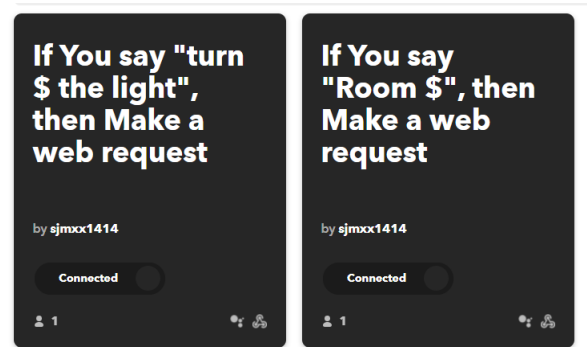 If You say "turn
$ the light",
then Make a
web request
by sjmxx1414
Connected
1
If You say
"Room $", then
Make a web
request
by sjmxx1414
Connected
1